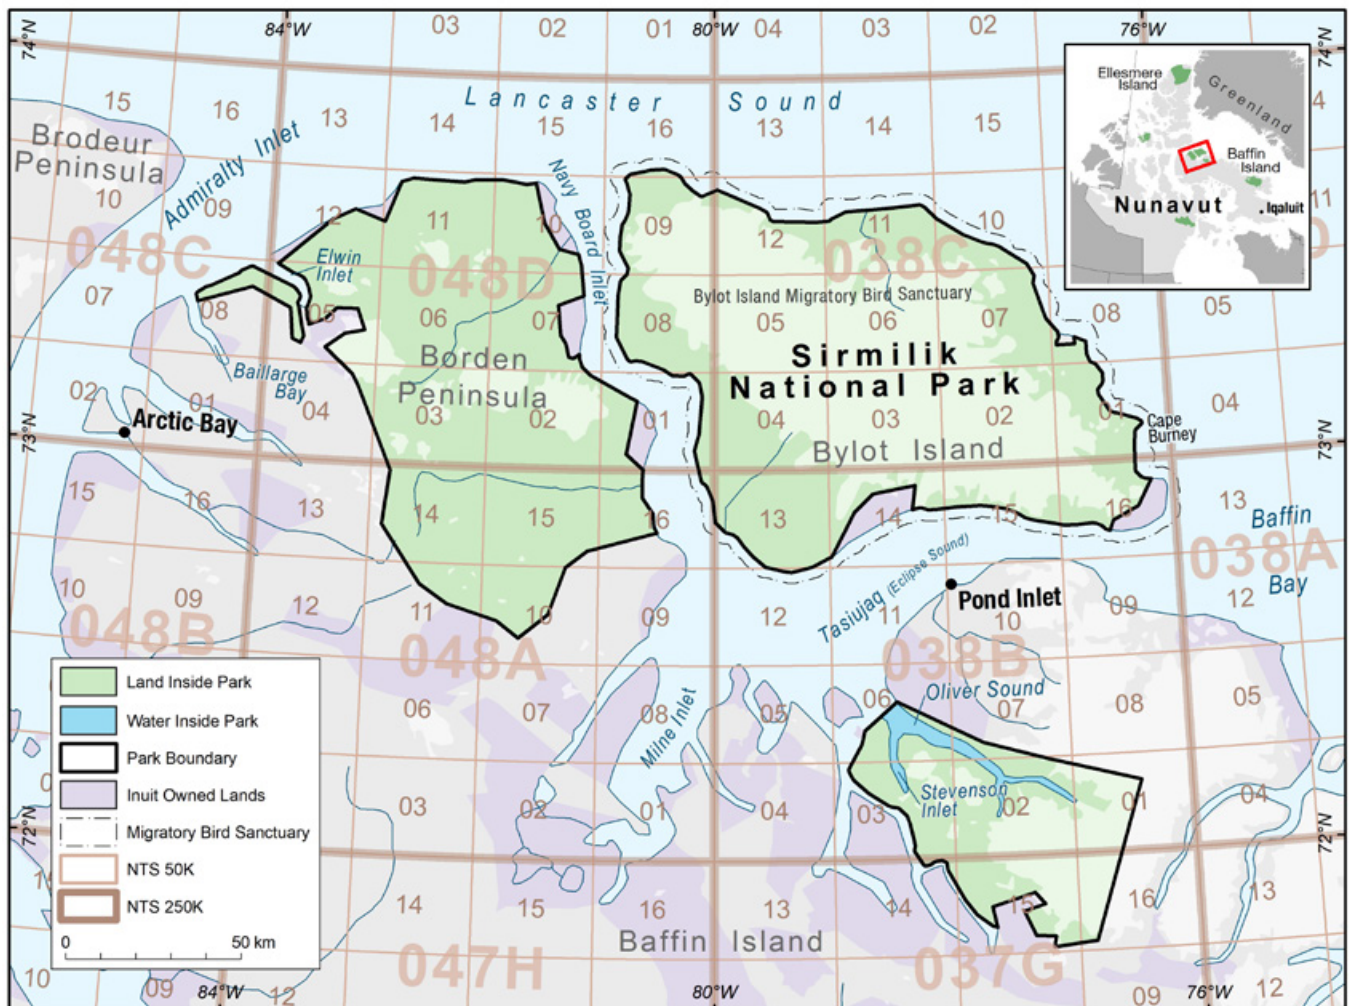 84°W
80°W
76°W
74°N
74°N
03
02
01
04
03
02
Lancaster Sound
15
16
13
14
15
16
13
14
15
Brodeur
Peninsula
Admiralty Inlet
Navy Board Inlet
10
09
12
11
10
09
12
11
10
048C
048D
038C
Elwin
Inlet
07
08
05
06
07
08
05
06
07
08
05
Bylot Island Migratory Bird Sanctuary
Borden
Peninsula
Sirmilik
National Park
Baillarge
Bay
02
01
04
03
02
01
04
03
02
01
04
Arctic Bay
Bylot Island
Cape
Burney
73°N
73°N
15
16
13
14
15
16
13
14
15
16
13
Baffin
Bay
038A
Tasiujaq (Eclipse Sound)
Pond Inlet
10
09
12
11
10
09
12
11
10
09
12
048B
048A
038B
Oliver Sound
06
07
08
05
06
07
08
05
Milne Inlet
Stevenson
Inlet
03
02
01
04
03
02
01
04
72°N
72°N
14
15
16
13
14
15
16
13
Baffin Island
047H
037G
10
09
12
09
12
84°W
80°W
76°W
Land Inside Park
Water Inside Park
Park Boundary
Inuit Owned Lands
Migratory Bird Sanctuary
NTS 50K
NTS 250K
0
50 km
Ellesmere
Island
Greenland
Baffin
Island
Nunavut
Iqaluit